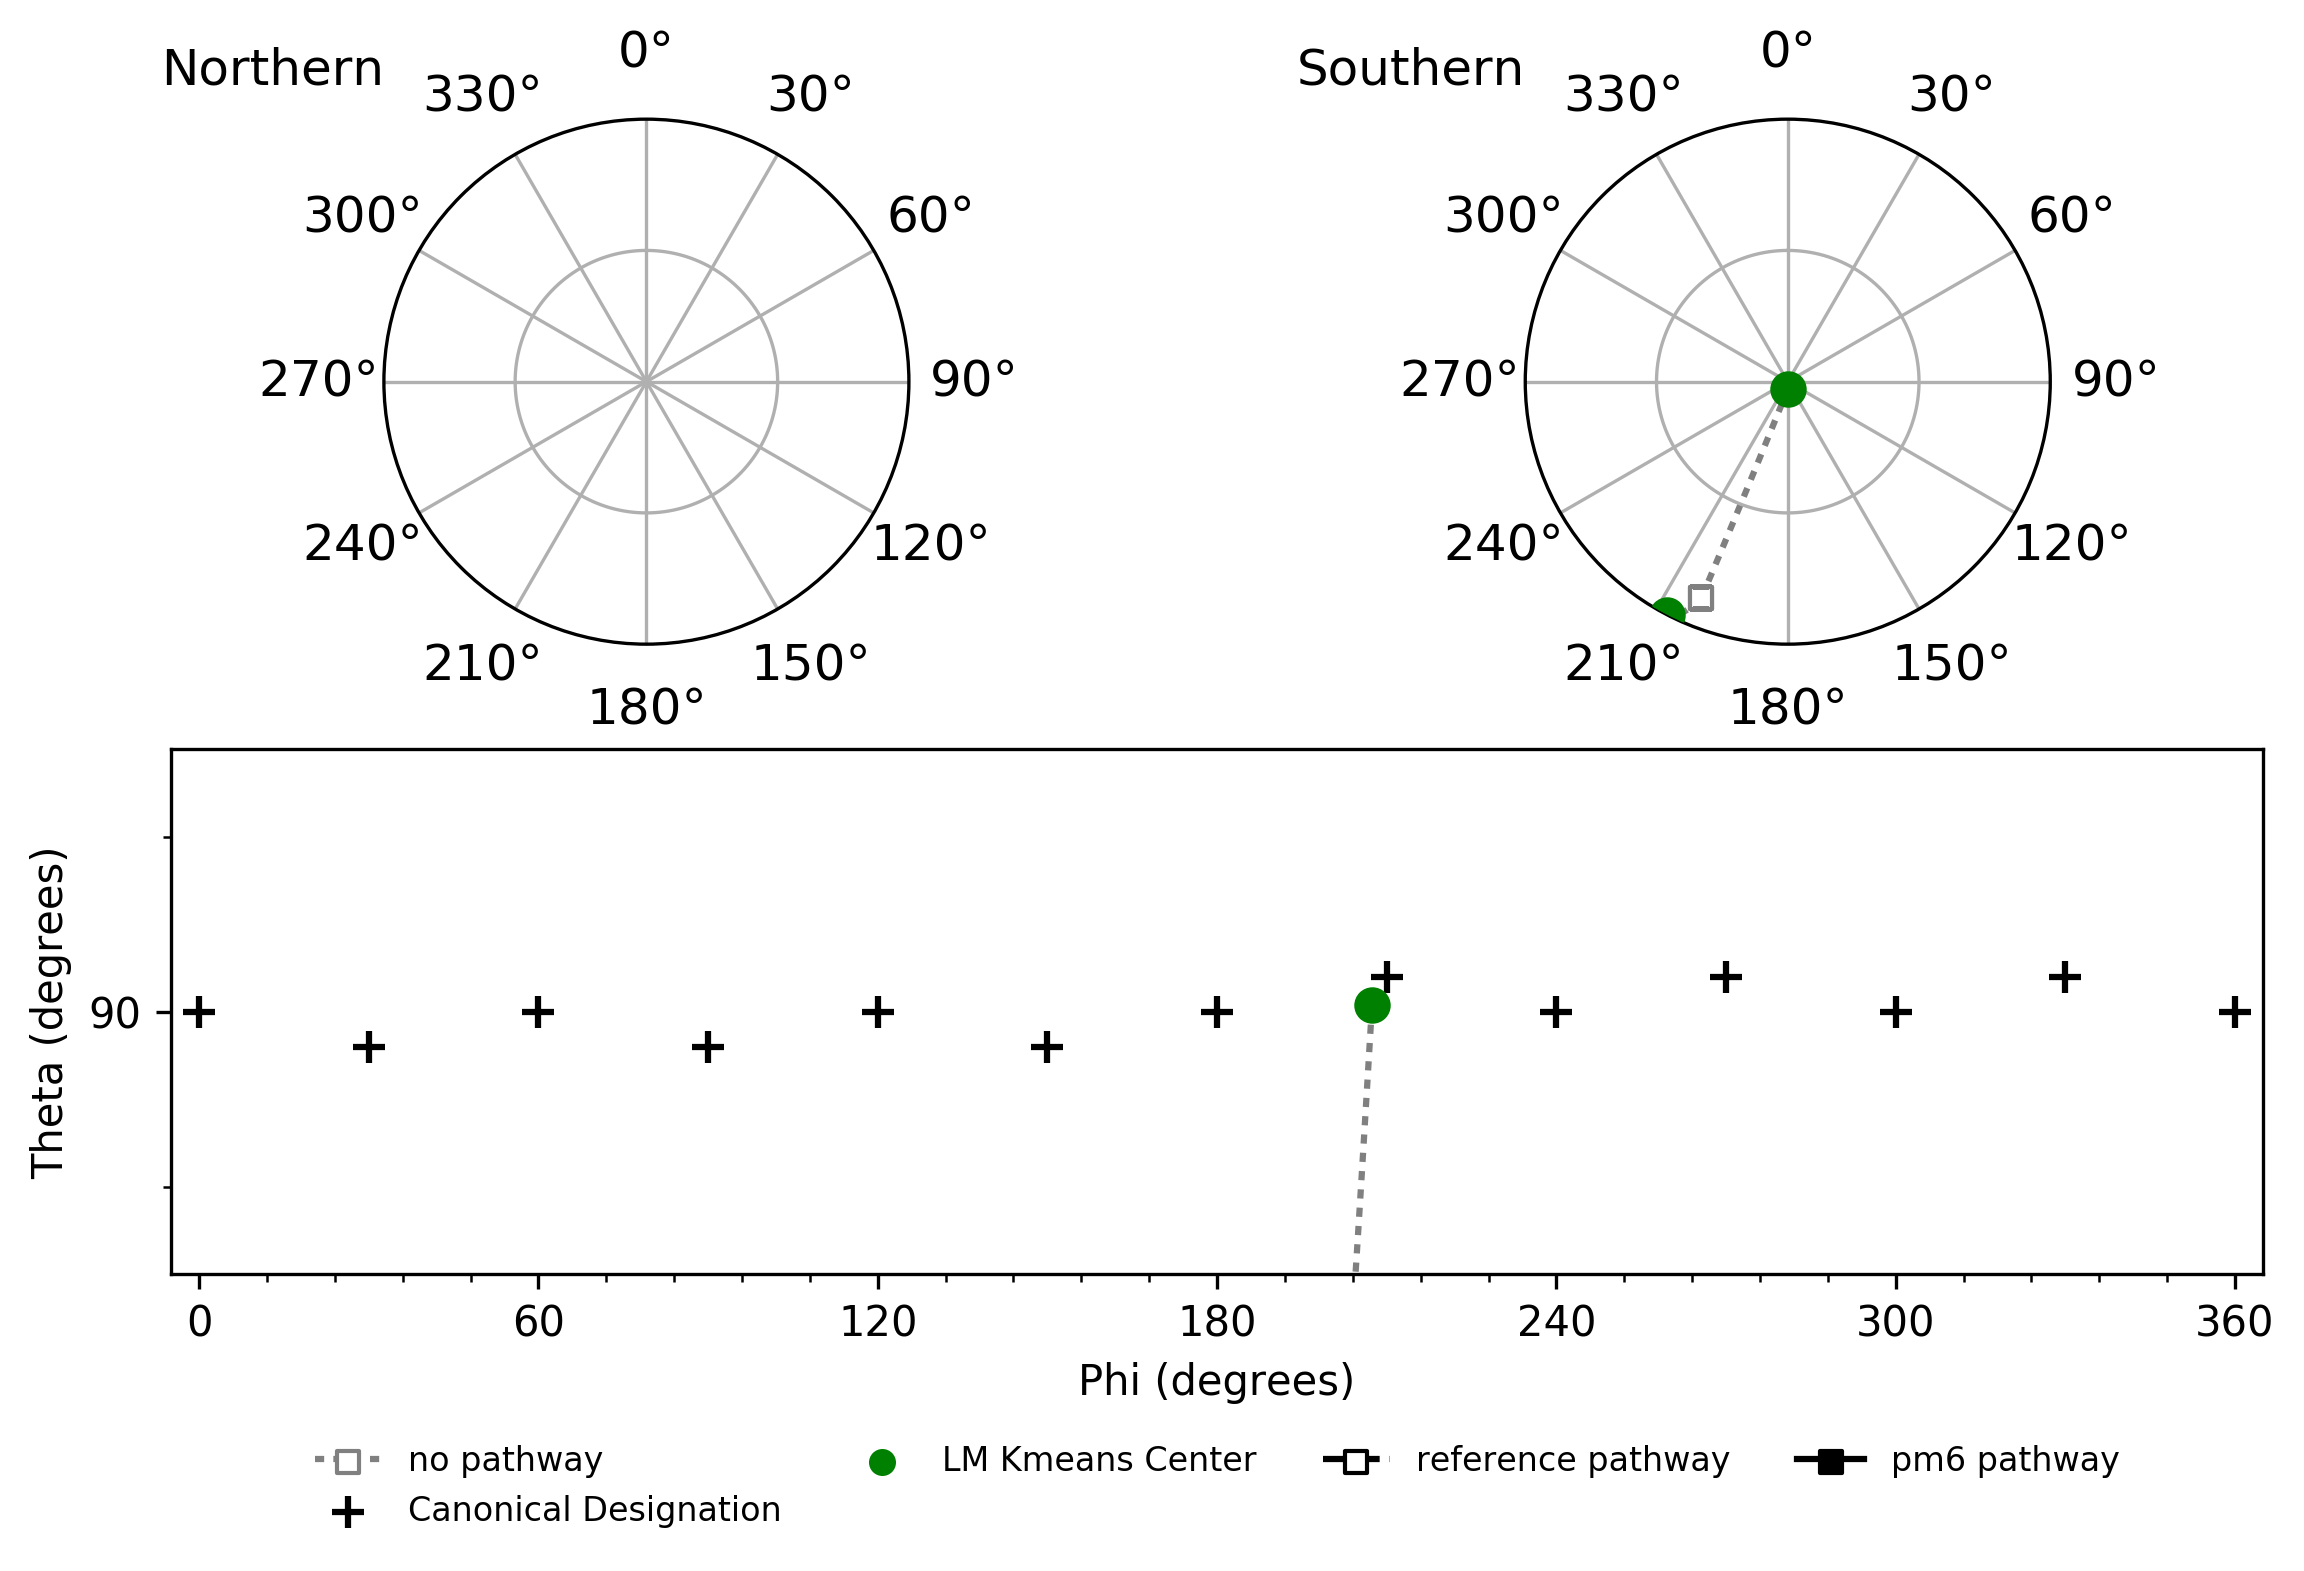 Northern
0°
30°
60°
90°
120°
150°
180°
210°
240°
270°
300°
330°
Southern
0°
30°
60°
90°
120°
150°
180°
210°
240°
270°
300°
330°
Theta (degrees)
90
0 60 120 180 240 300 360
Phi (degrees)
no pathway
Canonical Designation
LM Kmeans Center
reference pathway
pm6 pathway